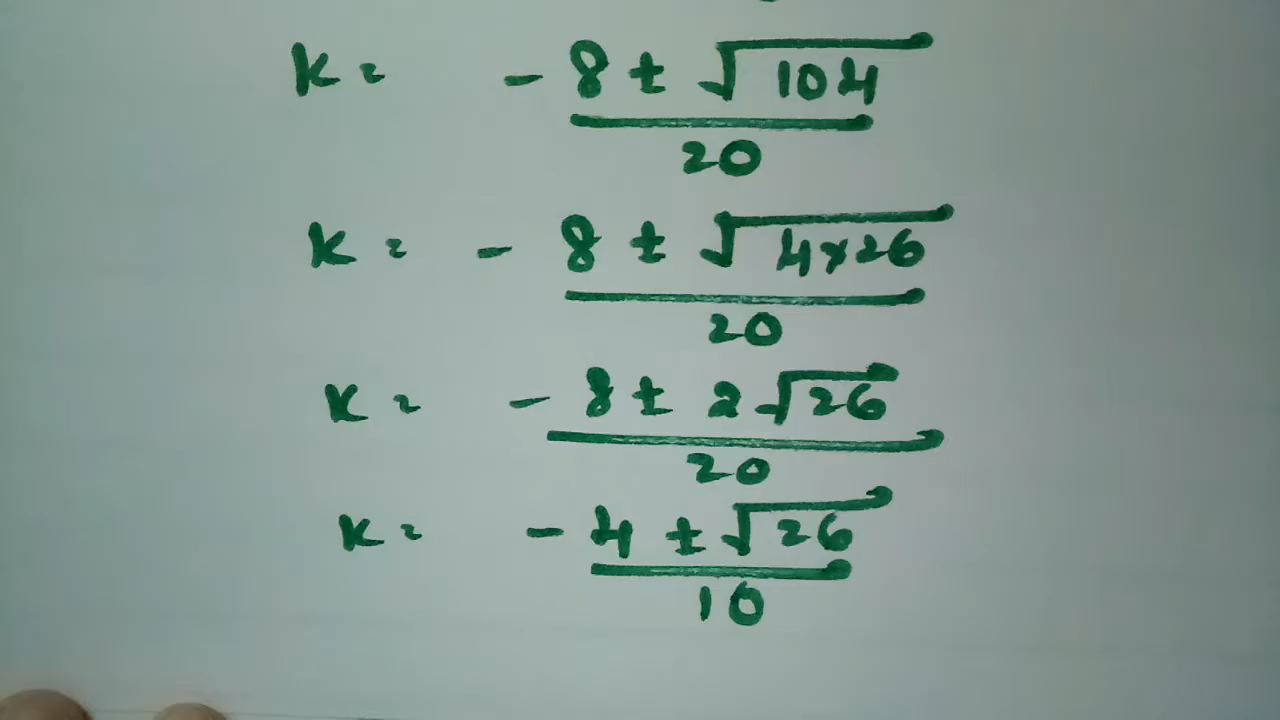 K = - 8 ± √104 / 20
K = - 8 ± √4×26 / 20
K = - 8 ± 2√26 / 20
K = - 4 ± √26 / 10